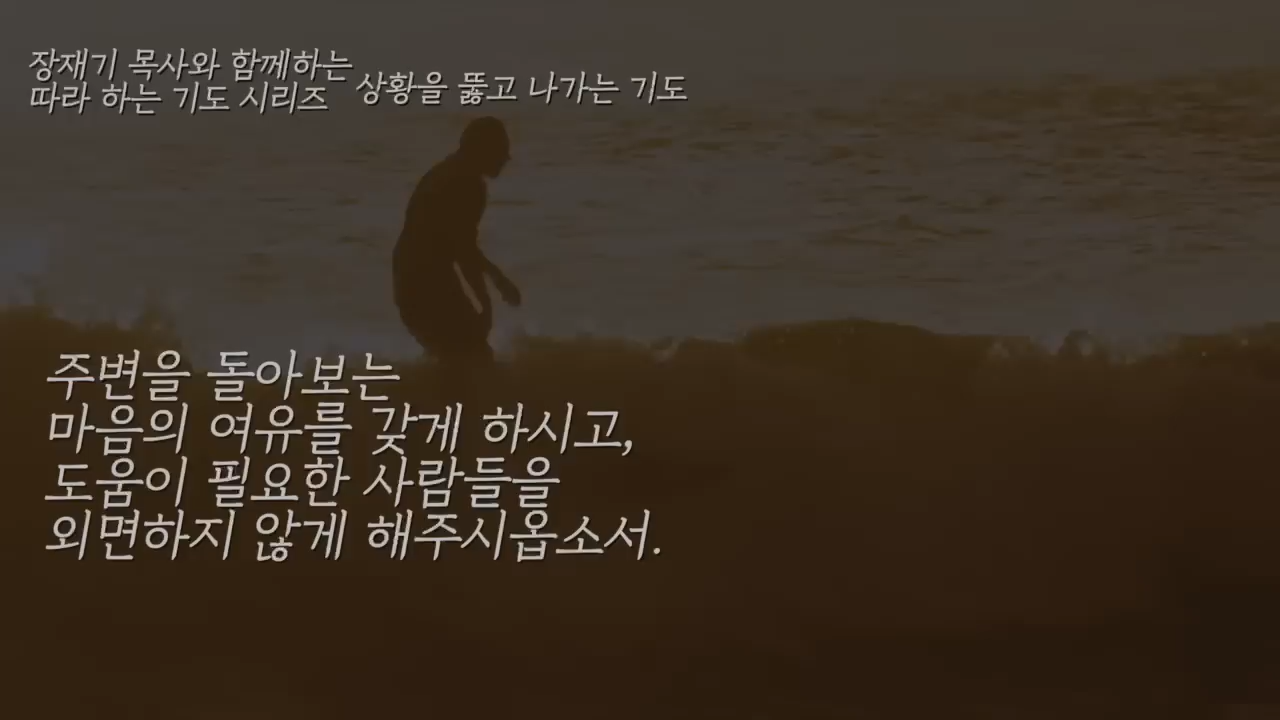 장재기 목사와 함께하는
따라 하는 기도 시리즈
상황을 뚫고 나가는 기도
주변을 돌아보는
마음의 여유를 갖게 하시고,
도움이 필요한 사람들을
외면하지 않게 해주시옵소서.